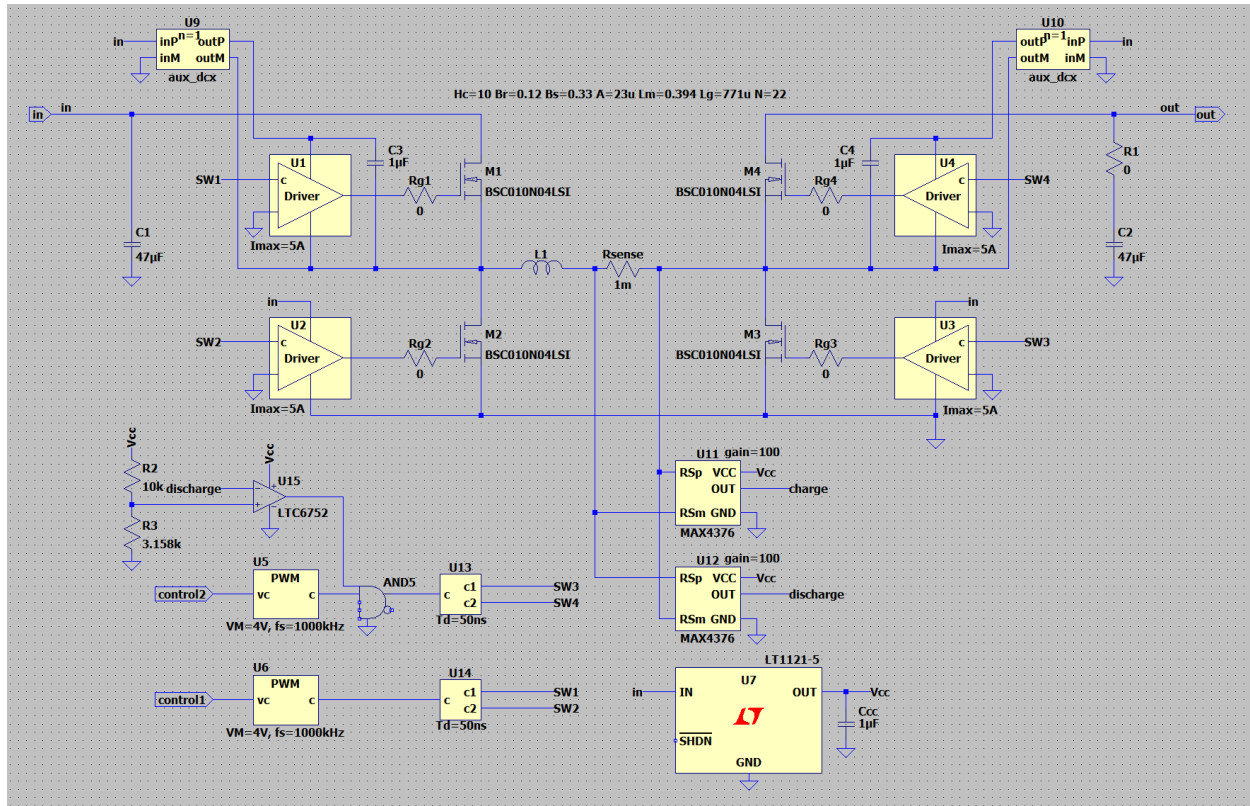 U9
in
inP
n=1
outP
inM
outM
aux_dcx
U10
n=1
outP
inP
in
outM
inM
aux_dcx
Hc=10 Br=0.12 Bs=0.33 A=23u Lm=0.394 Lg=771u N=22
in
in
out
out
U1
SW1
c
Driver
Imax=5A
C3
1µF
Rg1
0
M1
BSC010N04LSI
C4
1µF
M4
BSC010N04LSI
Rg4
0
U4
c
SW4
Driver
Imax=5A
R1
0
C1
47µF
C2
47µF
L1
Rsense
1m
in
U2
SW2
c
Driver
Imax=5A
Rg2
0
M2
BSC010N04LSI
M3
BSC010N04LSI
Rg3
0
in
U3
c
SW3
Driver
Imax=5A
Vcc
R2
10k
R3
3.158k
discharge
Vcc
U15
LTC6752
U11
gain=100
RSp
VCC
Vcc
OUT
charge
RSm
GND
MAX4376
U12
gain=100
RSp
VCC
Vcc
OUT
discharge
RSm
GND
MAX4376
U5
PWM
control2
vc
c
VM=4V, fs=1000kHz
AND5
U13
c
c1
c2
SW3
SW4
Td=50ns
U6
PWM
control1
vc
c
VM=4V, fs=1000kHz
U14
c
c1
c2
SW1
SW2
Td=50ns
LT1121-5
U7
in
IN
OUT
Vcc
SHDN
GND
Ccc
1µF